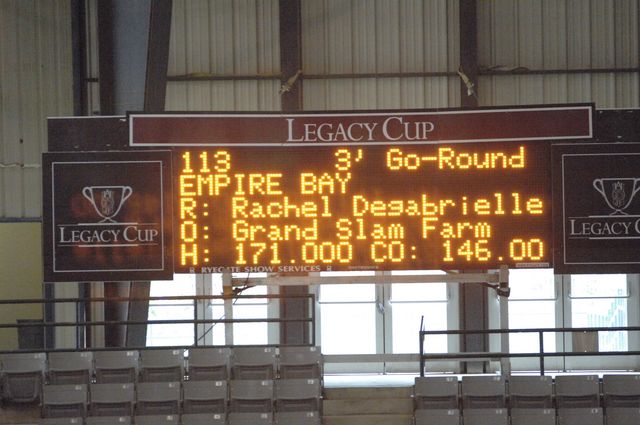 LEGACY CUP
113 3' Go-Round
EMPIRE BAY
R: Rachel Degabrielle
O: Grand Slam Farm
H: 171.000 CO: 146.00
LEGACY CUP
LEGACY CUP
RYEGATE SHOW SERVICES